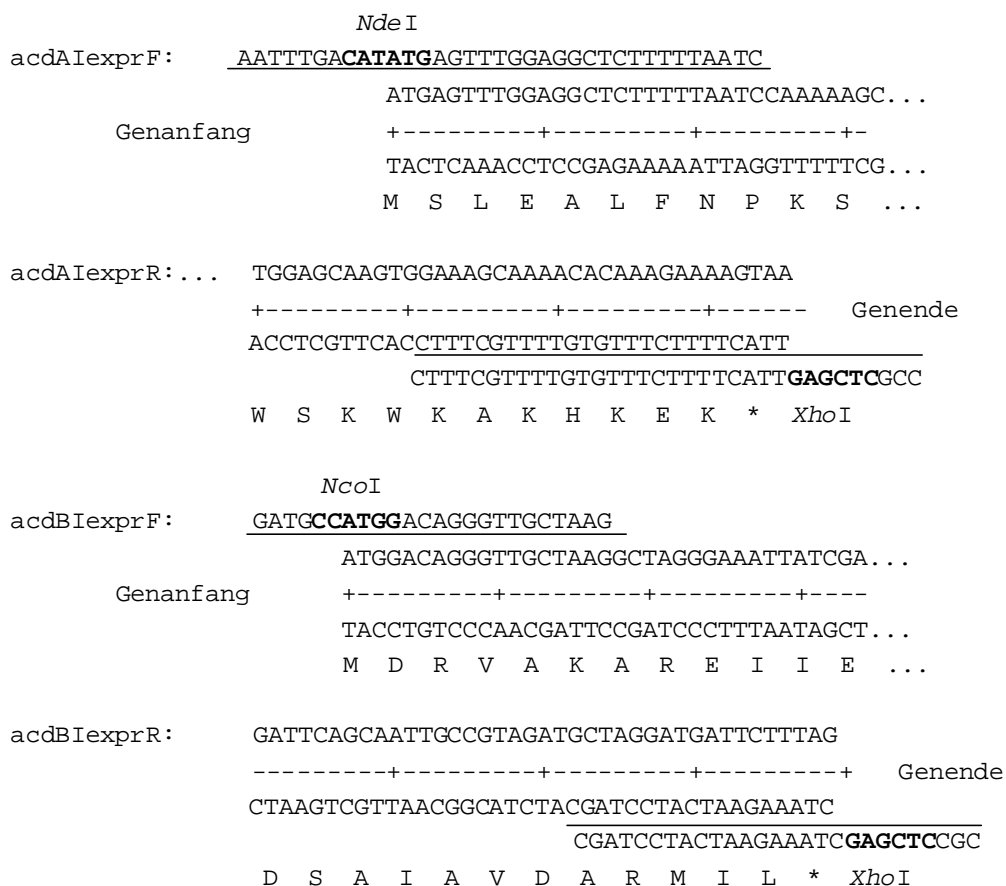 NdeI
acdAIexprF: AATTTGACATATGAGTTTGGAGGCTCTTTTTAATC
ATGAGTTTGGAGGCTCTTTTTAATCCAAAAAGC...
Genanfang +---------+---------+---------+-
TACTCAAACCTCCGAGAAAAATTAGGTTTTTCG...
M S L E A L F N P K S ...
acdAIexprR:... TGGAGCAAGTGGAAAGCAAAACACAAAGAAAAGTAA
+---------+---------+---------+------ Genende
ACCTCGTTCACCTTTCGTTTTGTGTTTCTTTTCATT
CTTTCGTTTTGTGTTTCTTTTCATTGAGCTCGCC
W S K W K A K H K E K * XhoI
NcoI
acdBIexprF: GATGCCATGGACAGGGTTGCTAAG
ATGGACAGGGTTGCTAAGGCTAGGGAAATTATCGA...
Genanfang +---------+---------+---------+----
TACCTGTCCCAACGATTCCGATCCCTTTAATAGCT...
M D R V A K A R E I I E ...
acdBIexprR: GATTCAGCAATTGCCGTAGATGCTAGGATGATTCTTTAG
---------+---------+---------+---------+ Genende
CTAAGTCGTTAACGGCATCTACGATCCTACTAAGAAATC
CGATCCTACTAAGAAATCGAGCTCCGC
D S A I A V D A R M I L * XhoI